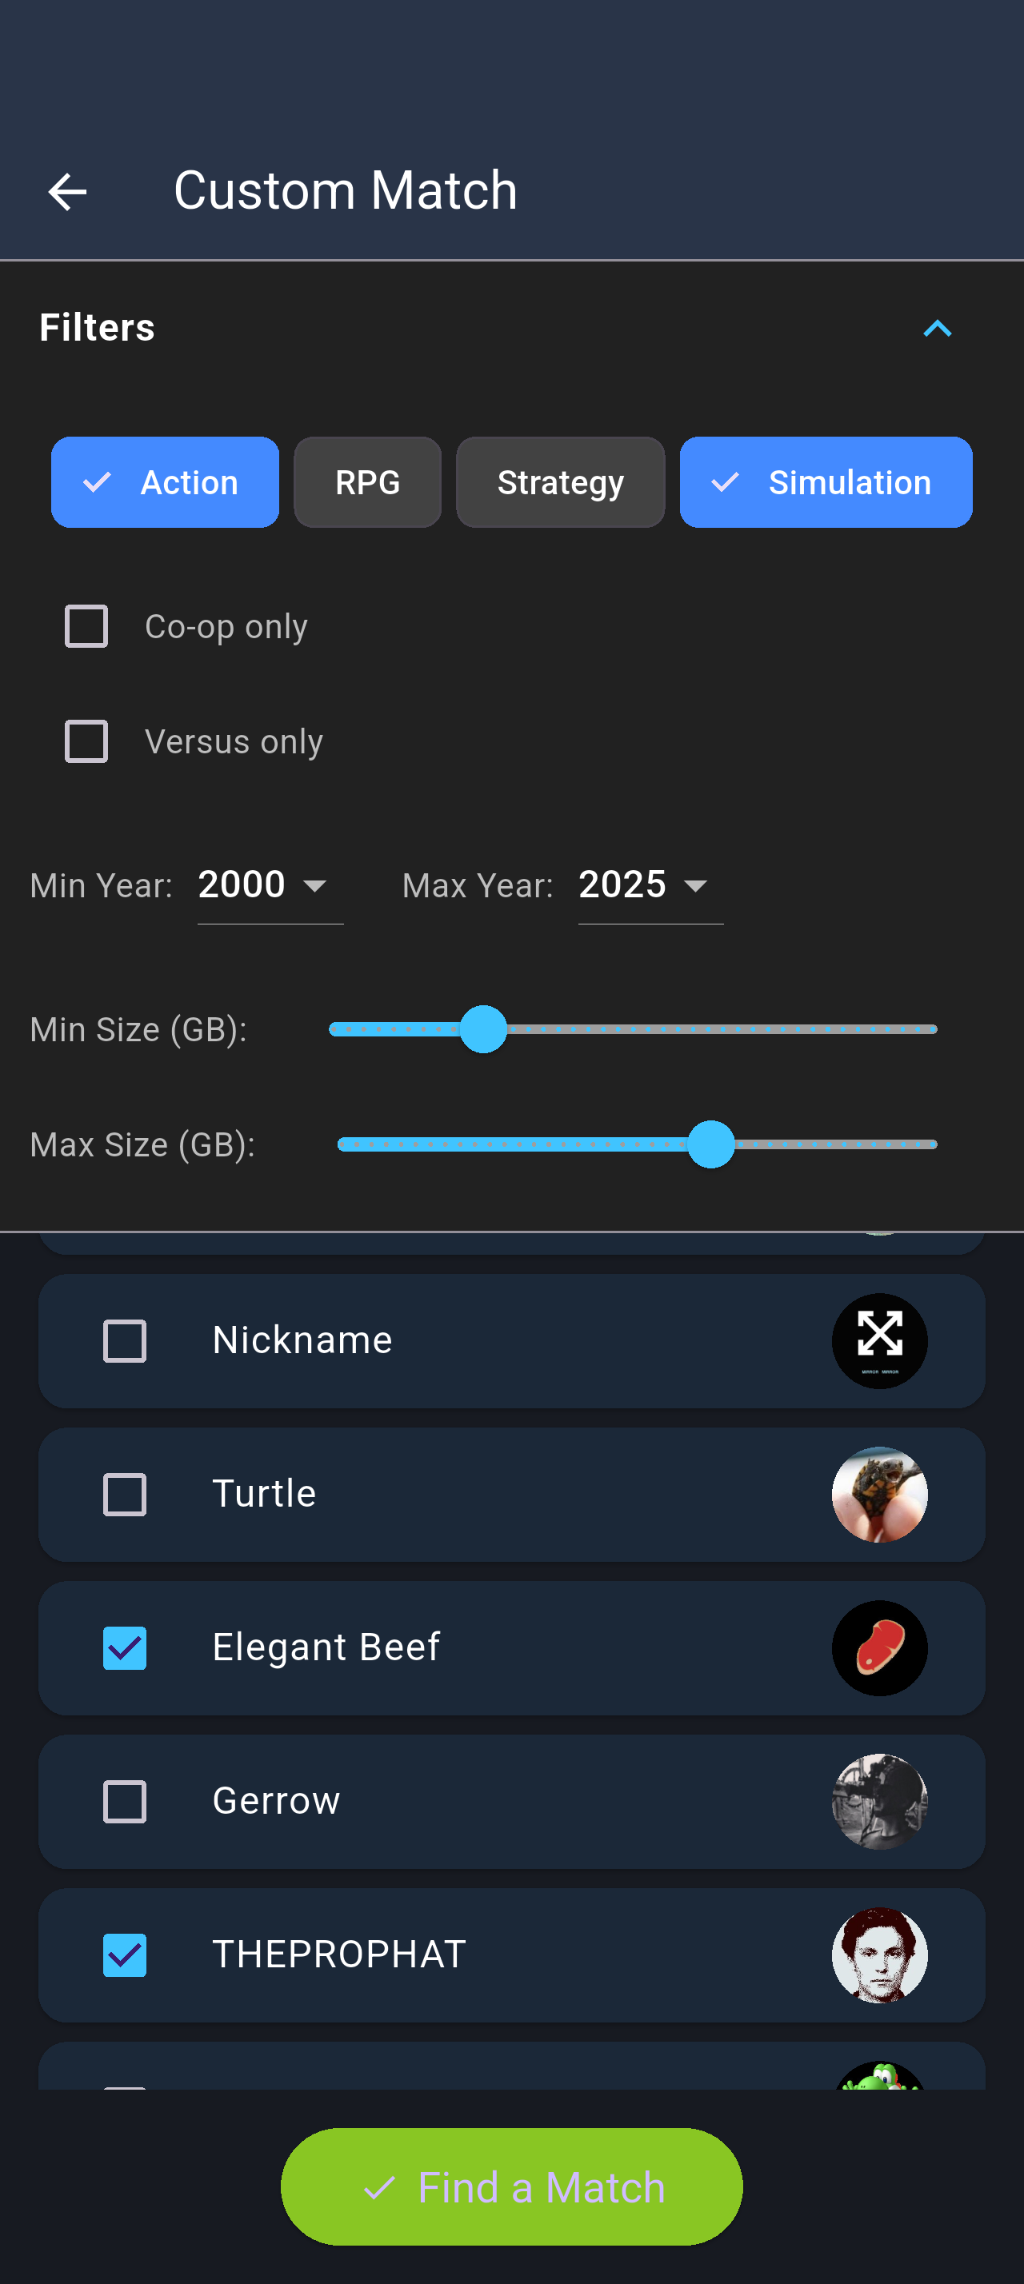 Custom Match
Filters
Action RPG Strategy Simulation
Co-op only
Versus only
Min Year: 2000 Max Year: 2025
Min Size (GB):
Max Size (GB):
Nickname
Turtle
Elegant Beef
Gerrow
THEPROPHAT
Find a Match